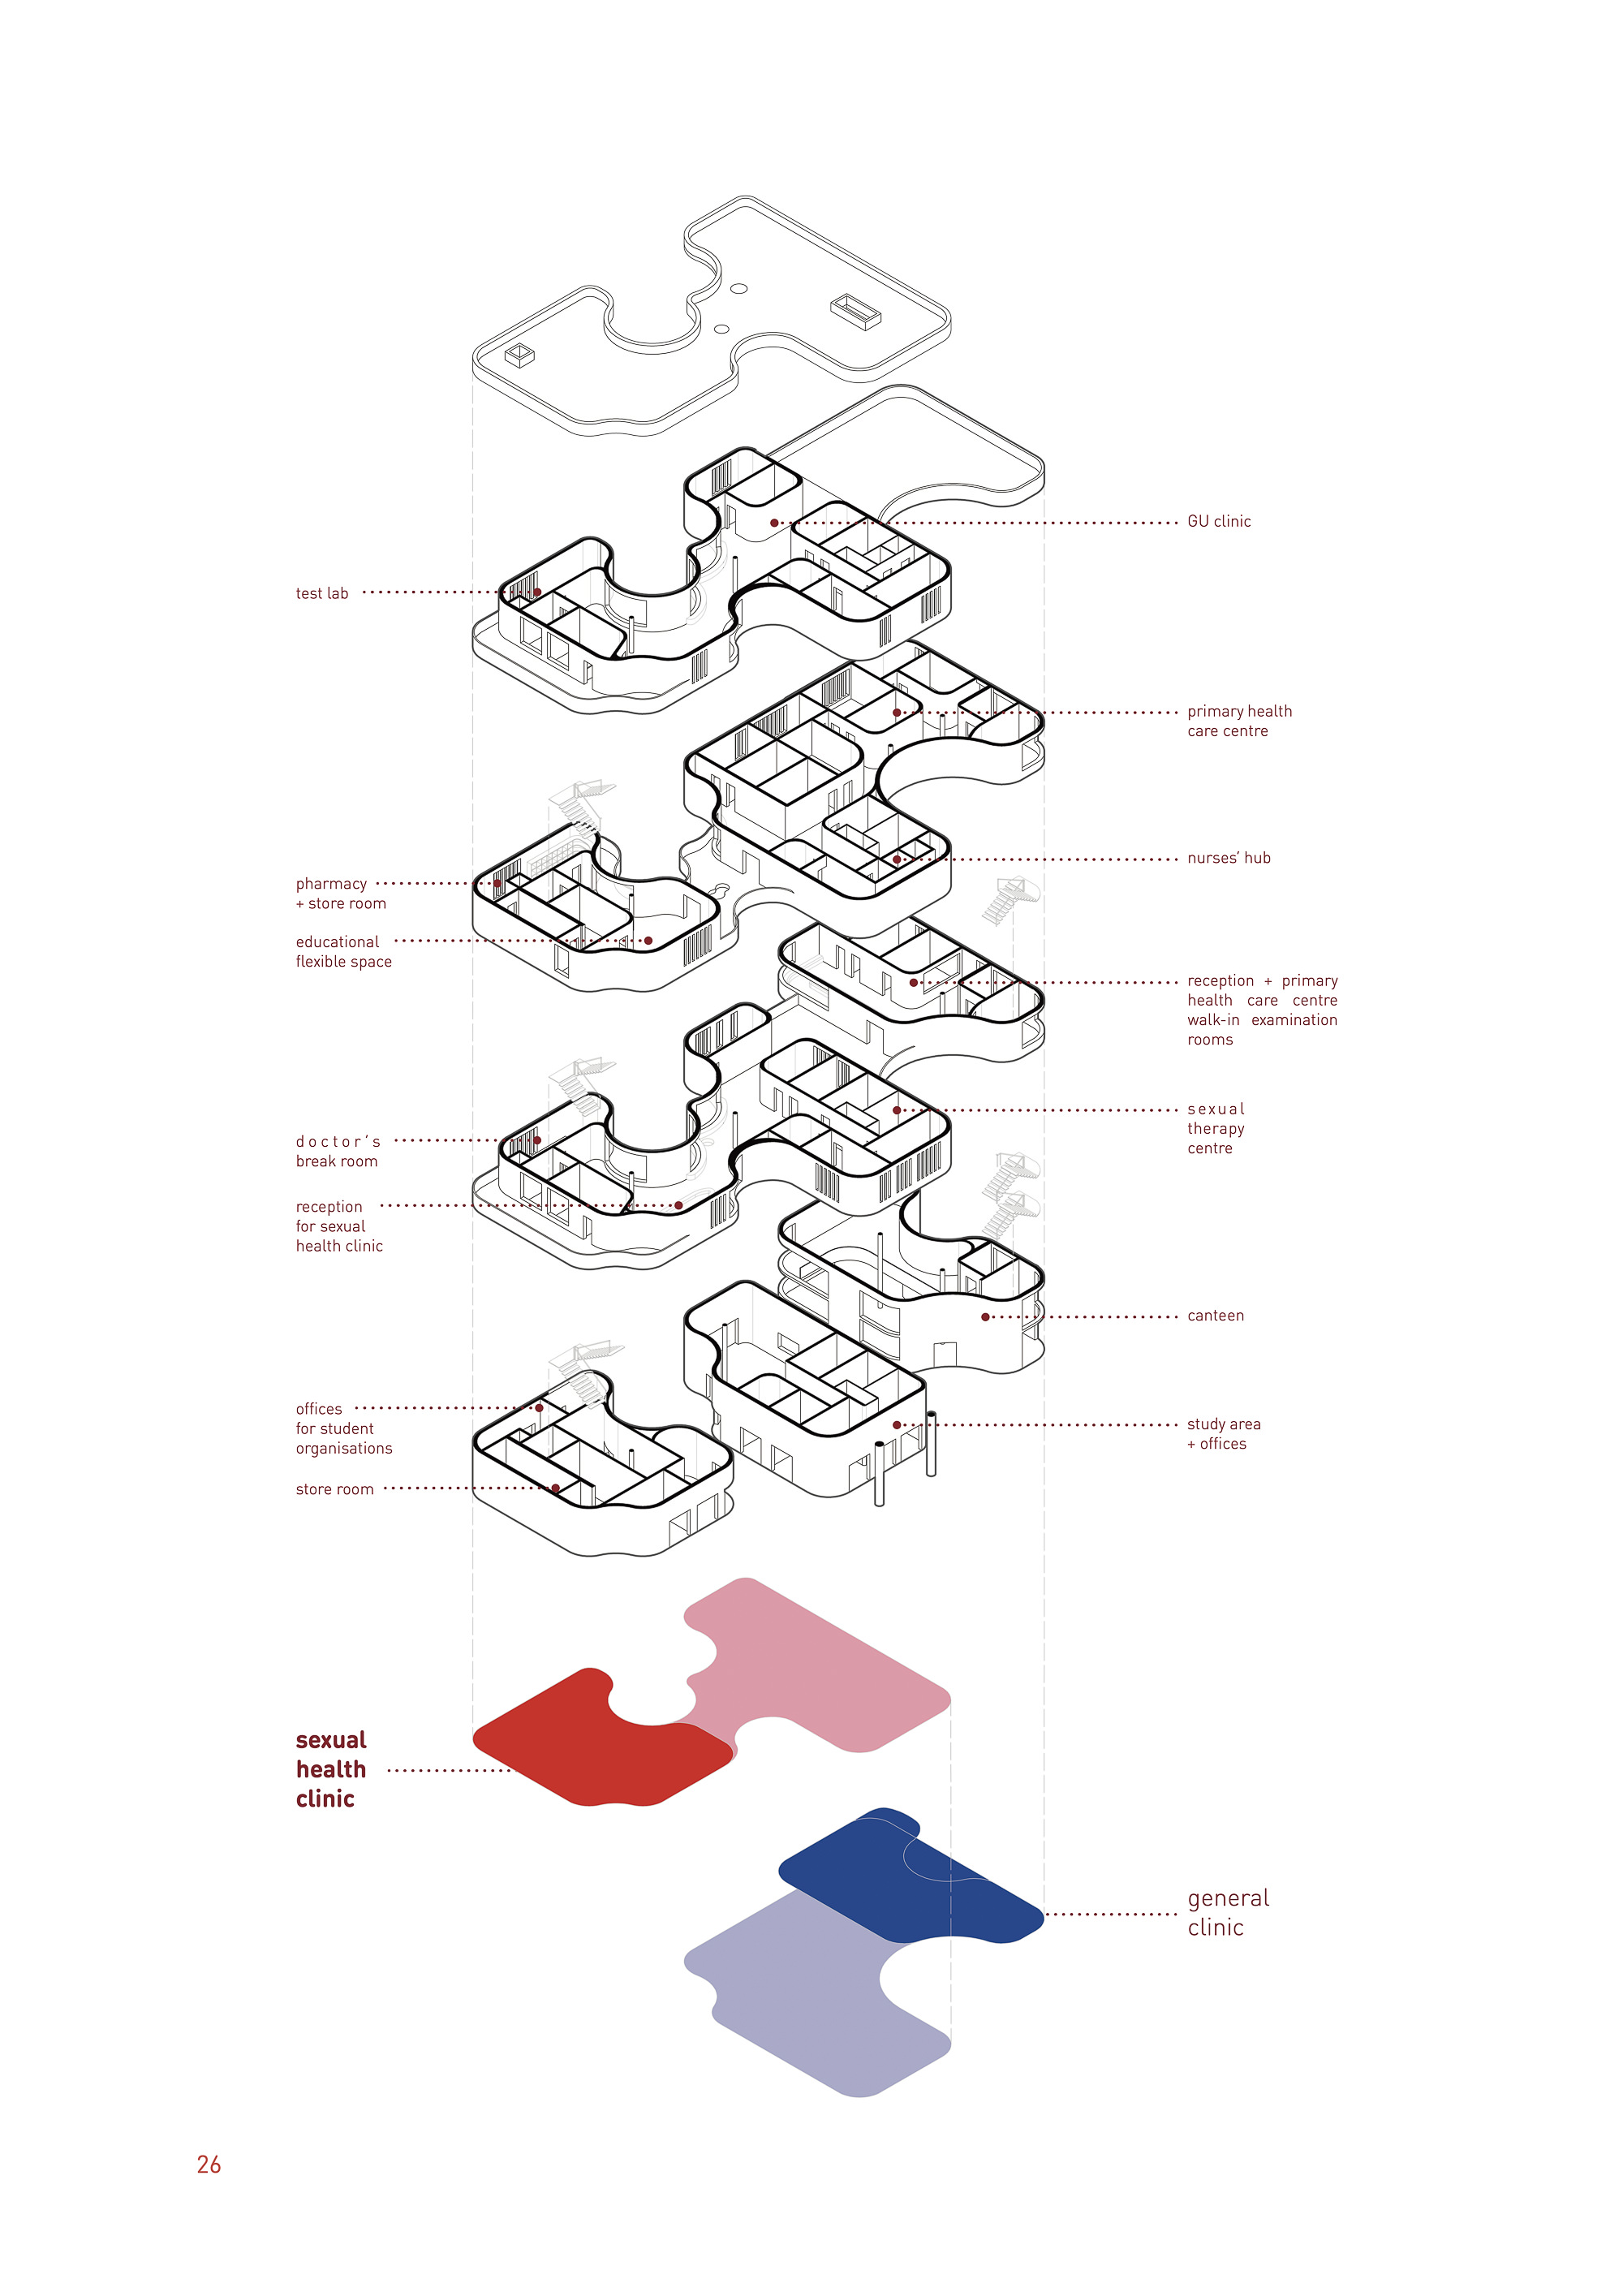 GU clinic
test lab
primary health
care centre
nurses’ hub
pharmacy
+ store room
educational
flexible space
reception + primary
health care centre
walk-in examination
rooms
sexual
therapy
centre
doctor’s
break room
reception
for sexual
health clinic
canteen
offices
for student
organisations
study area
+ offices
store room
sexual
health
clinic
general
clinic
26